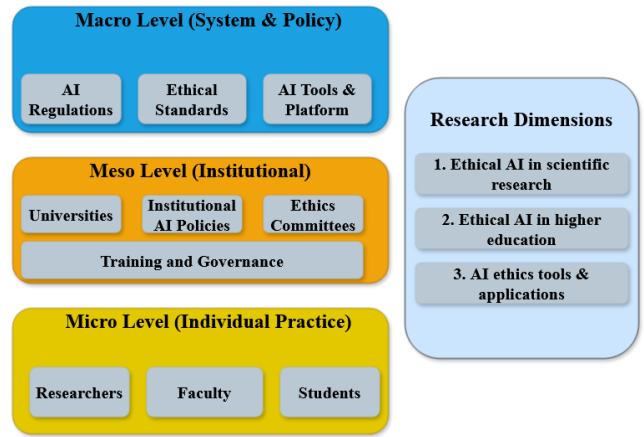 Macro Level (System & Policy)
AI
Regulations
Ethical
Standards
AI Tools &
Platform
Meso Level (Institutional)
Universities
Institutional
AI Policies
Ethics
Committees
Training and Governance
Micro Level (Individual Practice)
Researchers
Faculty
Students
Research Dimensions
1. Ethical AI in scientific
research
2. Ethical AI in higher
education
3. AI ethics tools &
applications